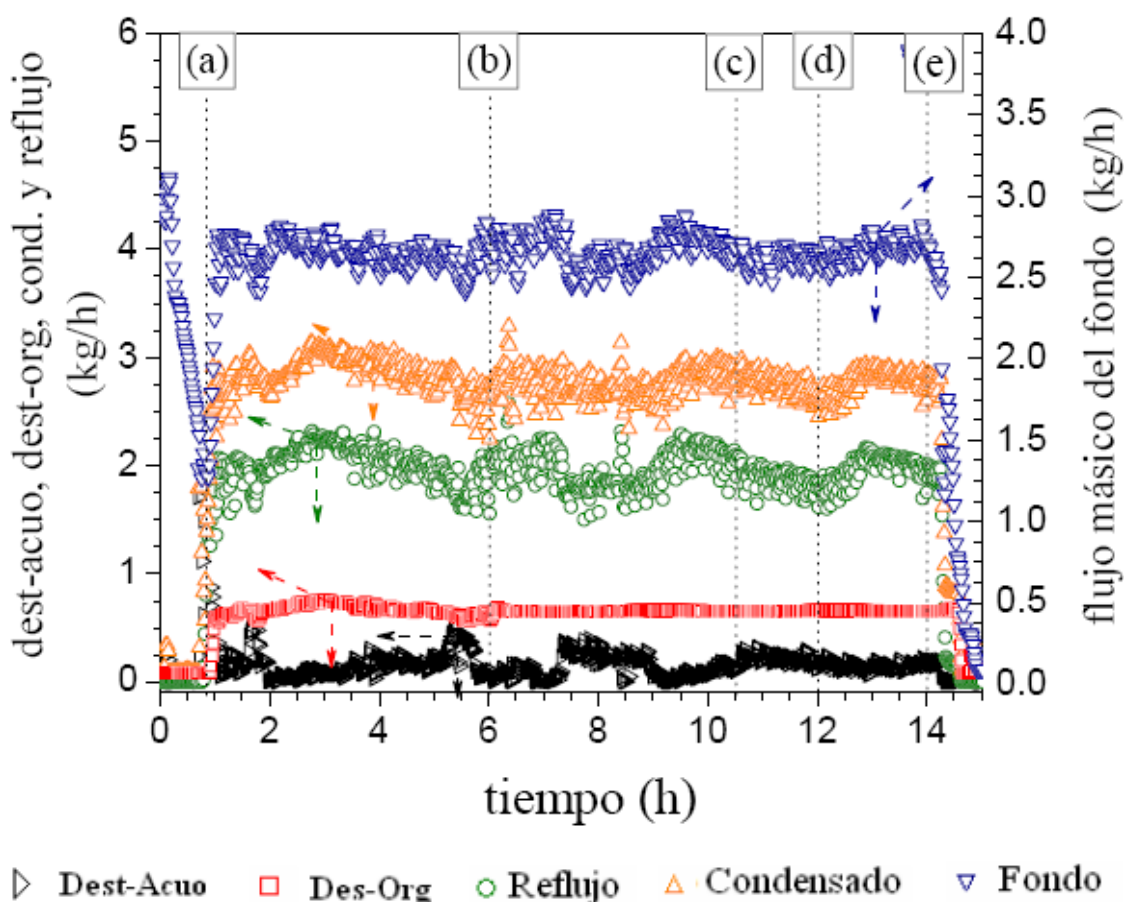 dest-acuo, dest-org, cond. y reflujo
(kg/h)
6
5
4
3
2
1
0
(a)
(b)
(c)
(d)
(e)
4.0
3.5
3.0
2.5
2.0
1.5
1.0
0.5
0.0
flujo másico del fondo (kg/h)
0 2 4 6 8 10 12 14
tiempo (h)
Dest-Acuo Des-Org Reflujo Condensado Fondo